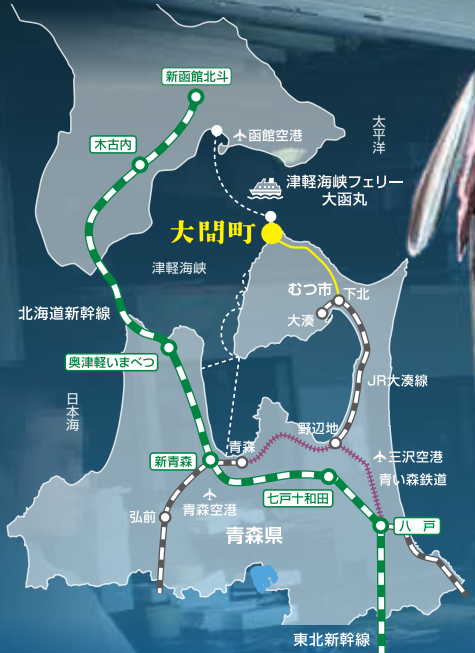 新函館北斗
木古内
函館空港
太平洋
津軽海峡フェリー
大函丸
大間町
津軽海峡
むつ市
下北
大湊
北海道新幹線
奥津軽いまべつ
JR大湊線
日本海
野辺地
青森
新青森
三沢空港
青い森鉄道
七戸十和田
青森空港
弘前
八戸
青森県
東北新幹線